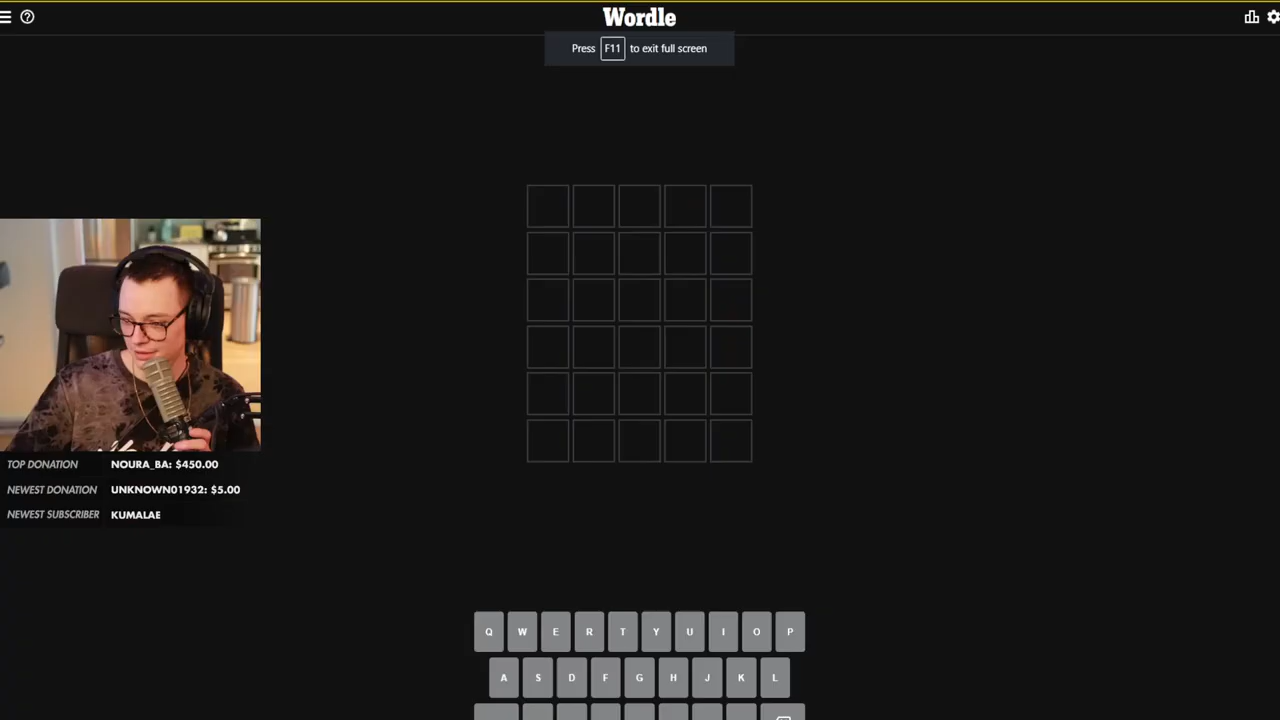 Wordle
Press F11 to exit full screen
TOP DONATION NOURA_BA: $450.00
NEWEST DONATION UNKNOWN01932: $5.00
NEWEST SUBSCRIBER KUMALAE
Q W E R T Y U I O P
A S D F G H J K L